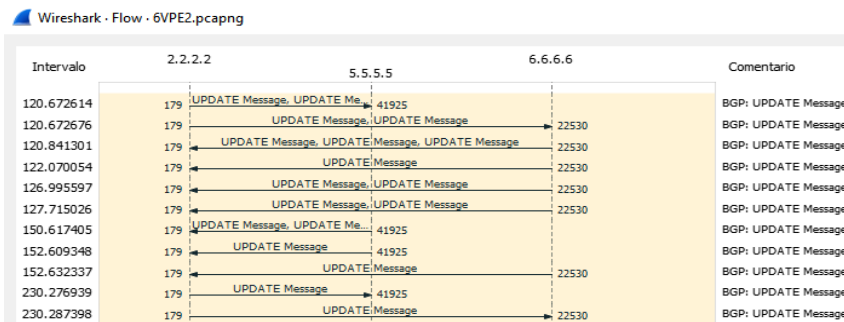 Wireshark · Flow · 6VPE2.pcapng
Intervalo 2.2.2.2 5.5.5.5 6.6.6.6 Comentario
120.672614 179 UPDATE Message, UPDATE Me... 41925 BGP: UPDATE Message
120.672676 179 UPDATE Message, UPDATE Message 22530 BGP: UPDATE Message
120.841301 179 UPDATE Message, UPDATE Message, UPDATE Message 22530 BGP: UPDATE Message
122.070054 179 UPDATE Message 22530 BGP: UPDATE Message
126.995597 179 UPDATE Message, UPDATE Message 22530 BGP: UPDATE Message
127.715026 179 UPDATE Message, UPDATE Message 22530 BGP: UPDATE Message
150.617405 179 UPDATE Message, UPDATE Me... 41925 BGP: UPDATE Message
152.609348 179 UPDATE Message 41925 BGP: UPDATE Message
152.632337 179 UPDATE Message 22530 BGP: UPDATE Message
230.276939 179 UPDATE Message 41925 BGP: UPDATE Message
230.287398 179 UPDATE Message 22530 BGP: UPDATE Message